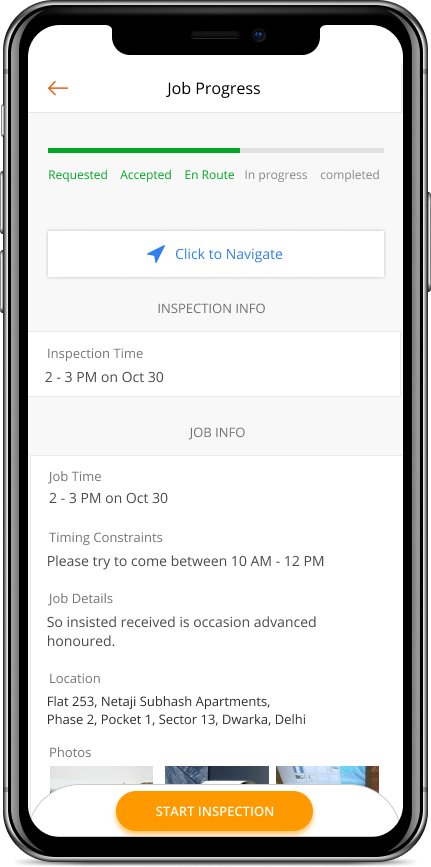 Job Progress
Requested Accepted En Route In progress completed
Click to Navigate
INSPECTION INFO
Inspection Time
2 - 3 PM on Oct 30
JOB INFO
Job Time
2 - 3 PM on Oct 30
Timing Constraints
Please try to come between 10 AM - 12 PM
Job Details
So insisted received is occasion advanced
honoured.
Location
Flat 253, Netaji Subhash Apartments,
Phase 2, Pocket 1, Sector 13, Dwarka, Delhi
Photos
START INSPECTION